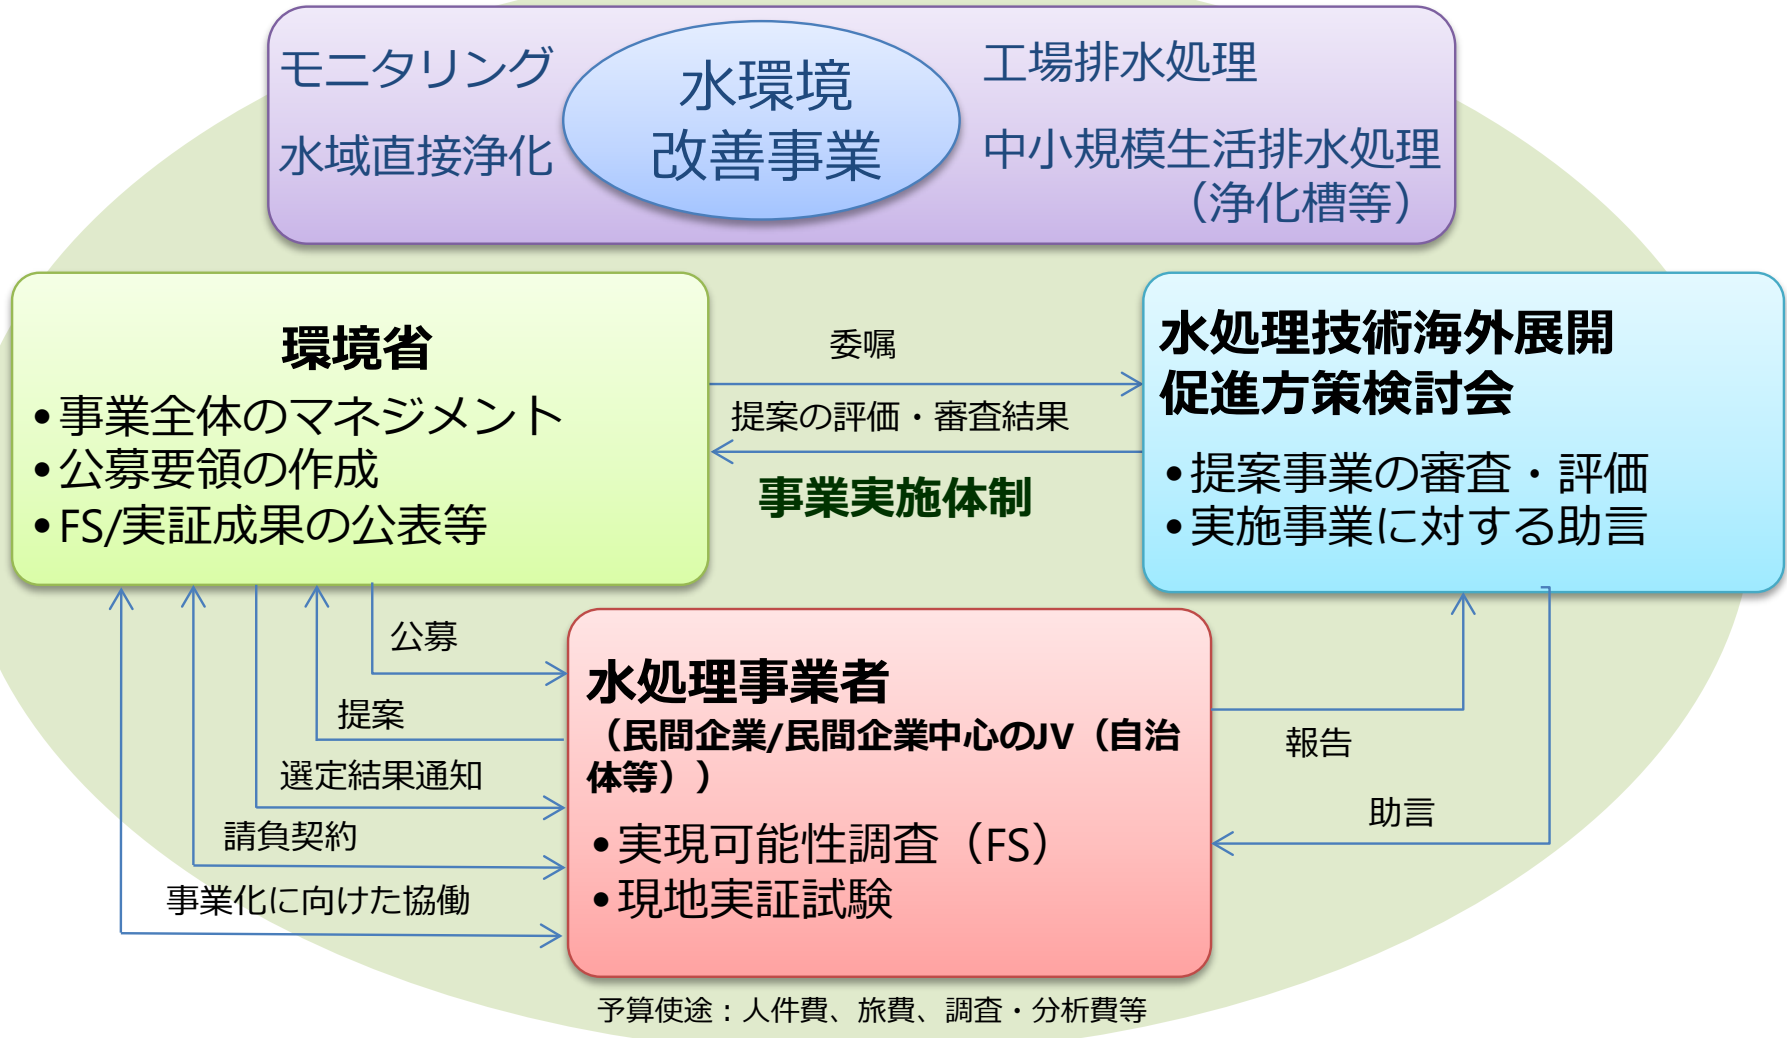 モニタリング
水域直接浄化
水環境
改善事業
工場排水処理
中小規模生活排水処理
（浄化槽等）
環境省
•事業全体のマネジメント
•公募要領の作成
•FS/実証成果の公表等
委嘱
提案の評価・審査結果
事業実施体制
水処理技術海外展開
促進方策検討会
•提案事業の審査・評価
•実施事業に対する助言
公募
提案
選定結果通知
請負契約
事業化に向けた協働
水処理事業者
（民間企業/民間企業中心のJV（自治
体等））
•実現可能性調査（FS）
•現地実証試験
報告
助言
予算使途：人件費、旅費、調査・分析費等